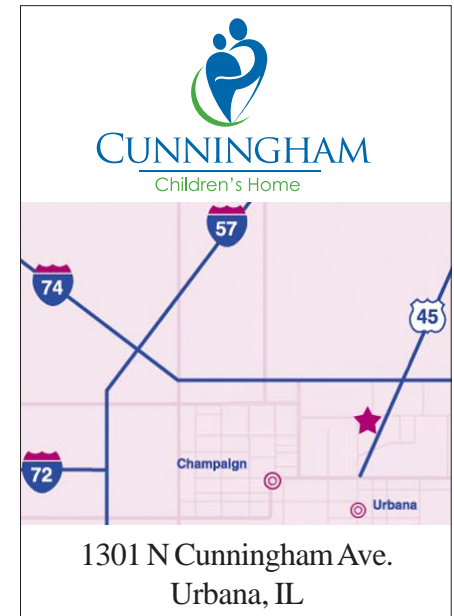 CUNNINGHAM
Children's Home
57
74
45
72
Champaign
Urbana
1301 N Cunningham Ave.
Urbana, IL